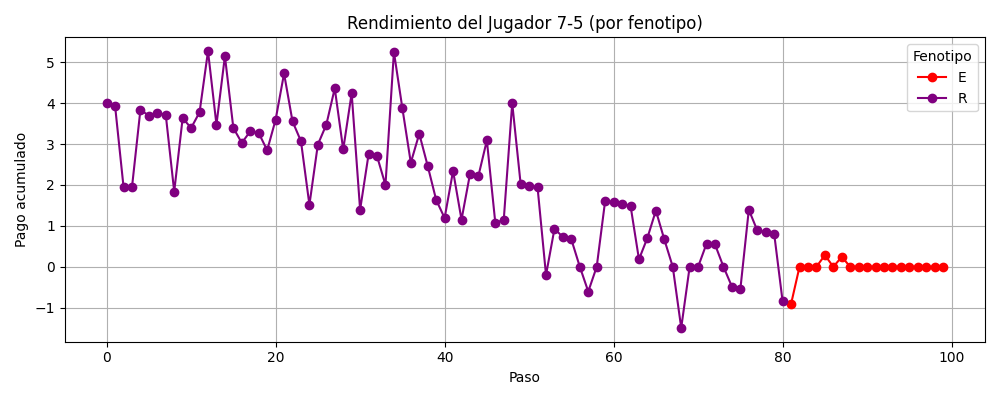 Rendimiento del Jugador 7-5 (por fenotipo)
Pago acumulado
5
4
3
2
1
0
−1
Fenotipo
E
R
0
20
40
60
80
100
Paso